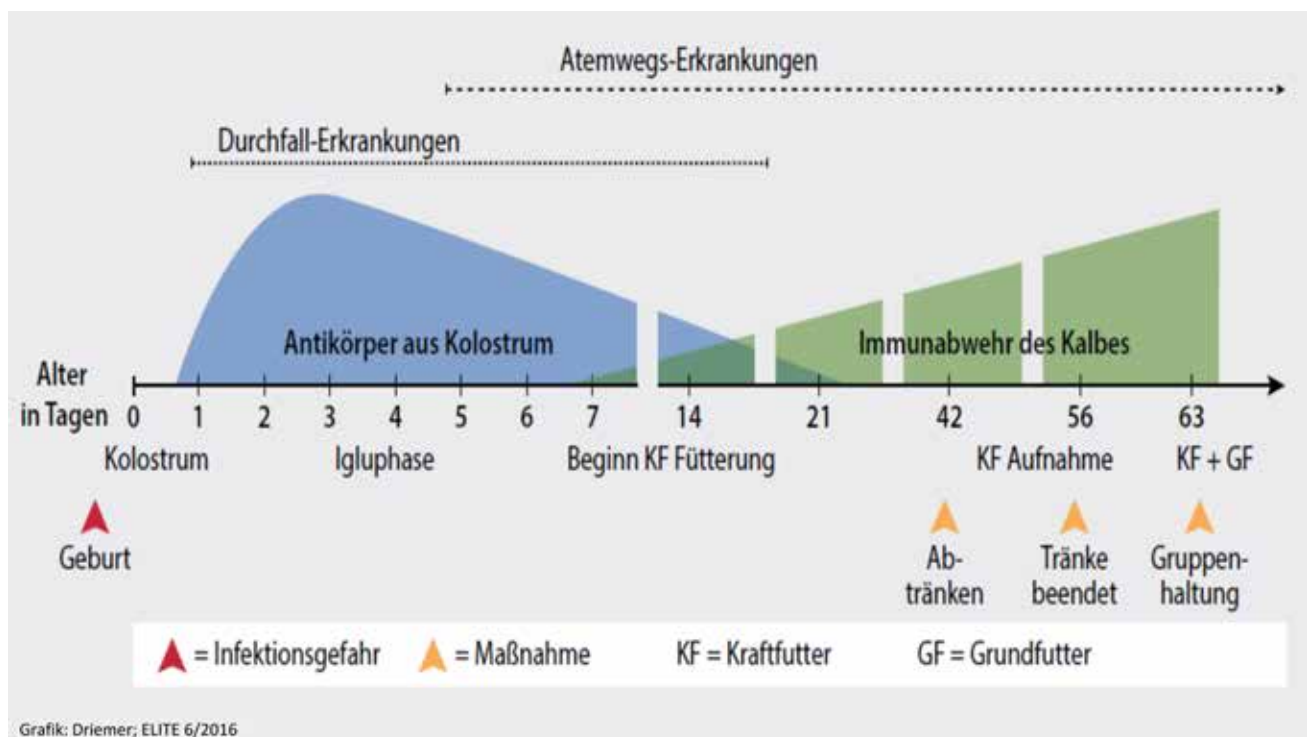 Atemwegs-Erkrankungen
Durchfall-Erkrankungen
Antikörper aus Kolostrum
Immunabwehr des Kalbes
Alter
in Tagen
0 1 2 3 4 5 6 7 14 21 42 56 63
Kolostrum Igluphase Beginn KF Fütterung KF Aufnahme KF + GF
Geburt
Ab-
tränken
Tränke
beendet
Gruppen-
haltung
= Infektionsgefahr = Maßnahme KF = Kraftfutter GF = Grundfutter
Grafik: Driemer; ELITE 6/2016